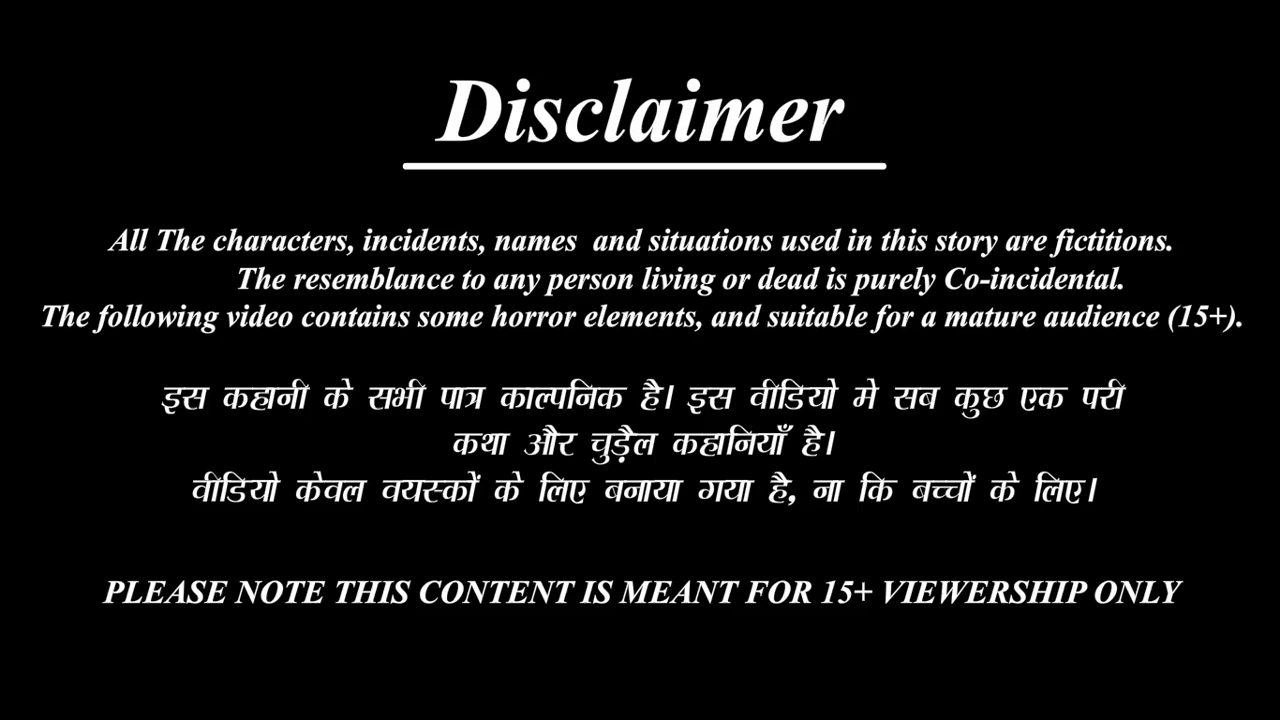 Disclaimer
All The characters, incidents, names and situations used in this story are fictitions.
The resemblance to any person living or dead is purely Co-incidental.
The following video contains some horror elements, and suitable for a mature audience (15+).
इस कहानी के सभी पात्र काल्पनिक है। इस वीडियो मे सब कुछ एक परी
कथा और चुड़ैल कहानियाँ है।
वीडियो केवल वयस्कों के लिए बनाया गया है, ना कि बच्चों के लिए।
PLEASE NOTE THIS CONTENT IS MEANT FOR 15+ VIEWERSHIP ONLY